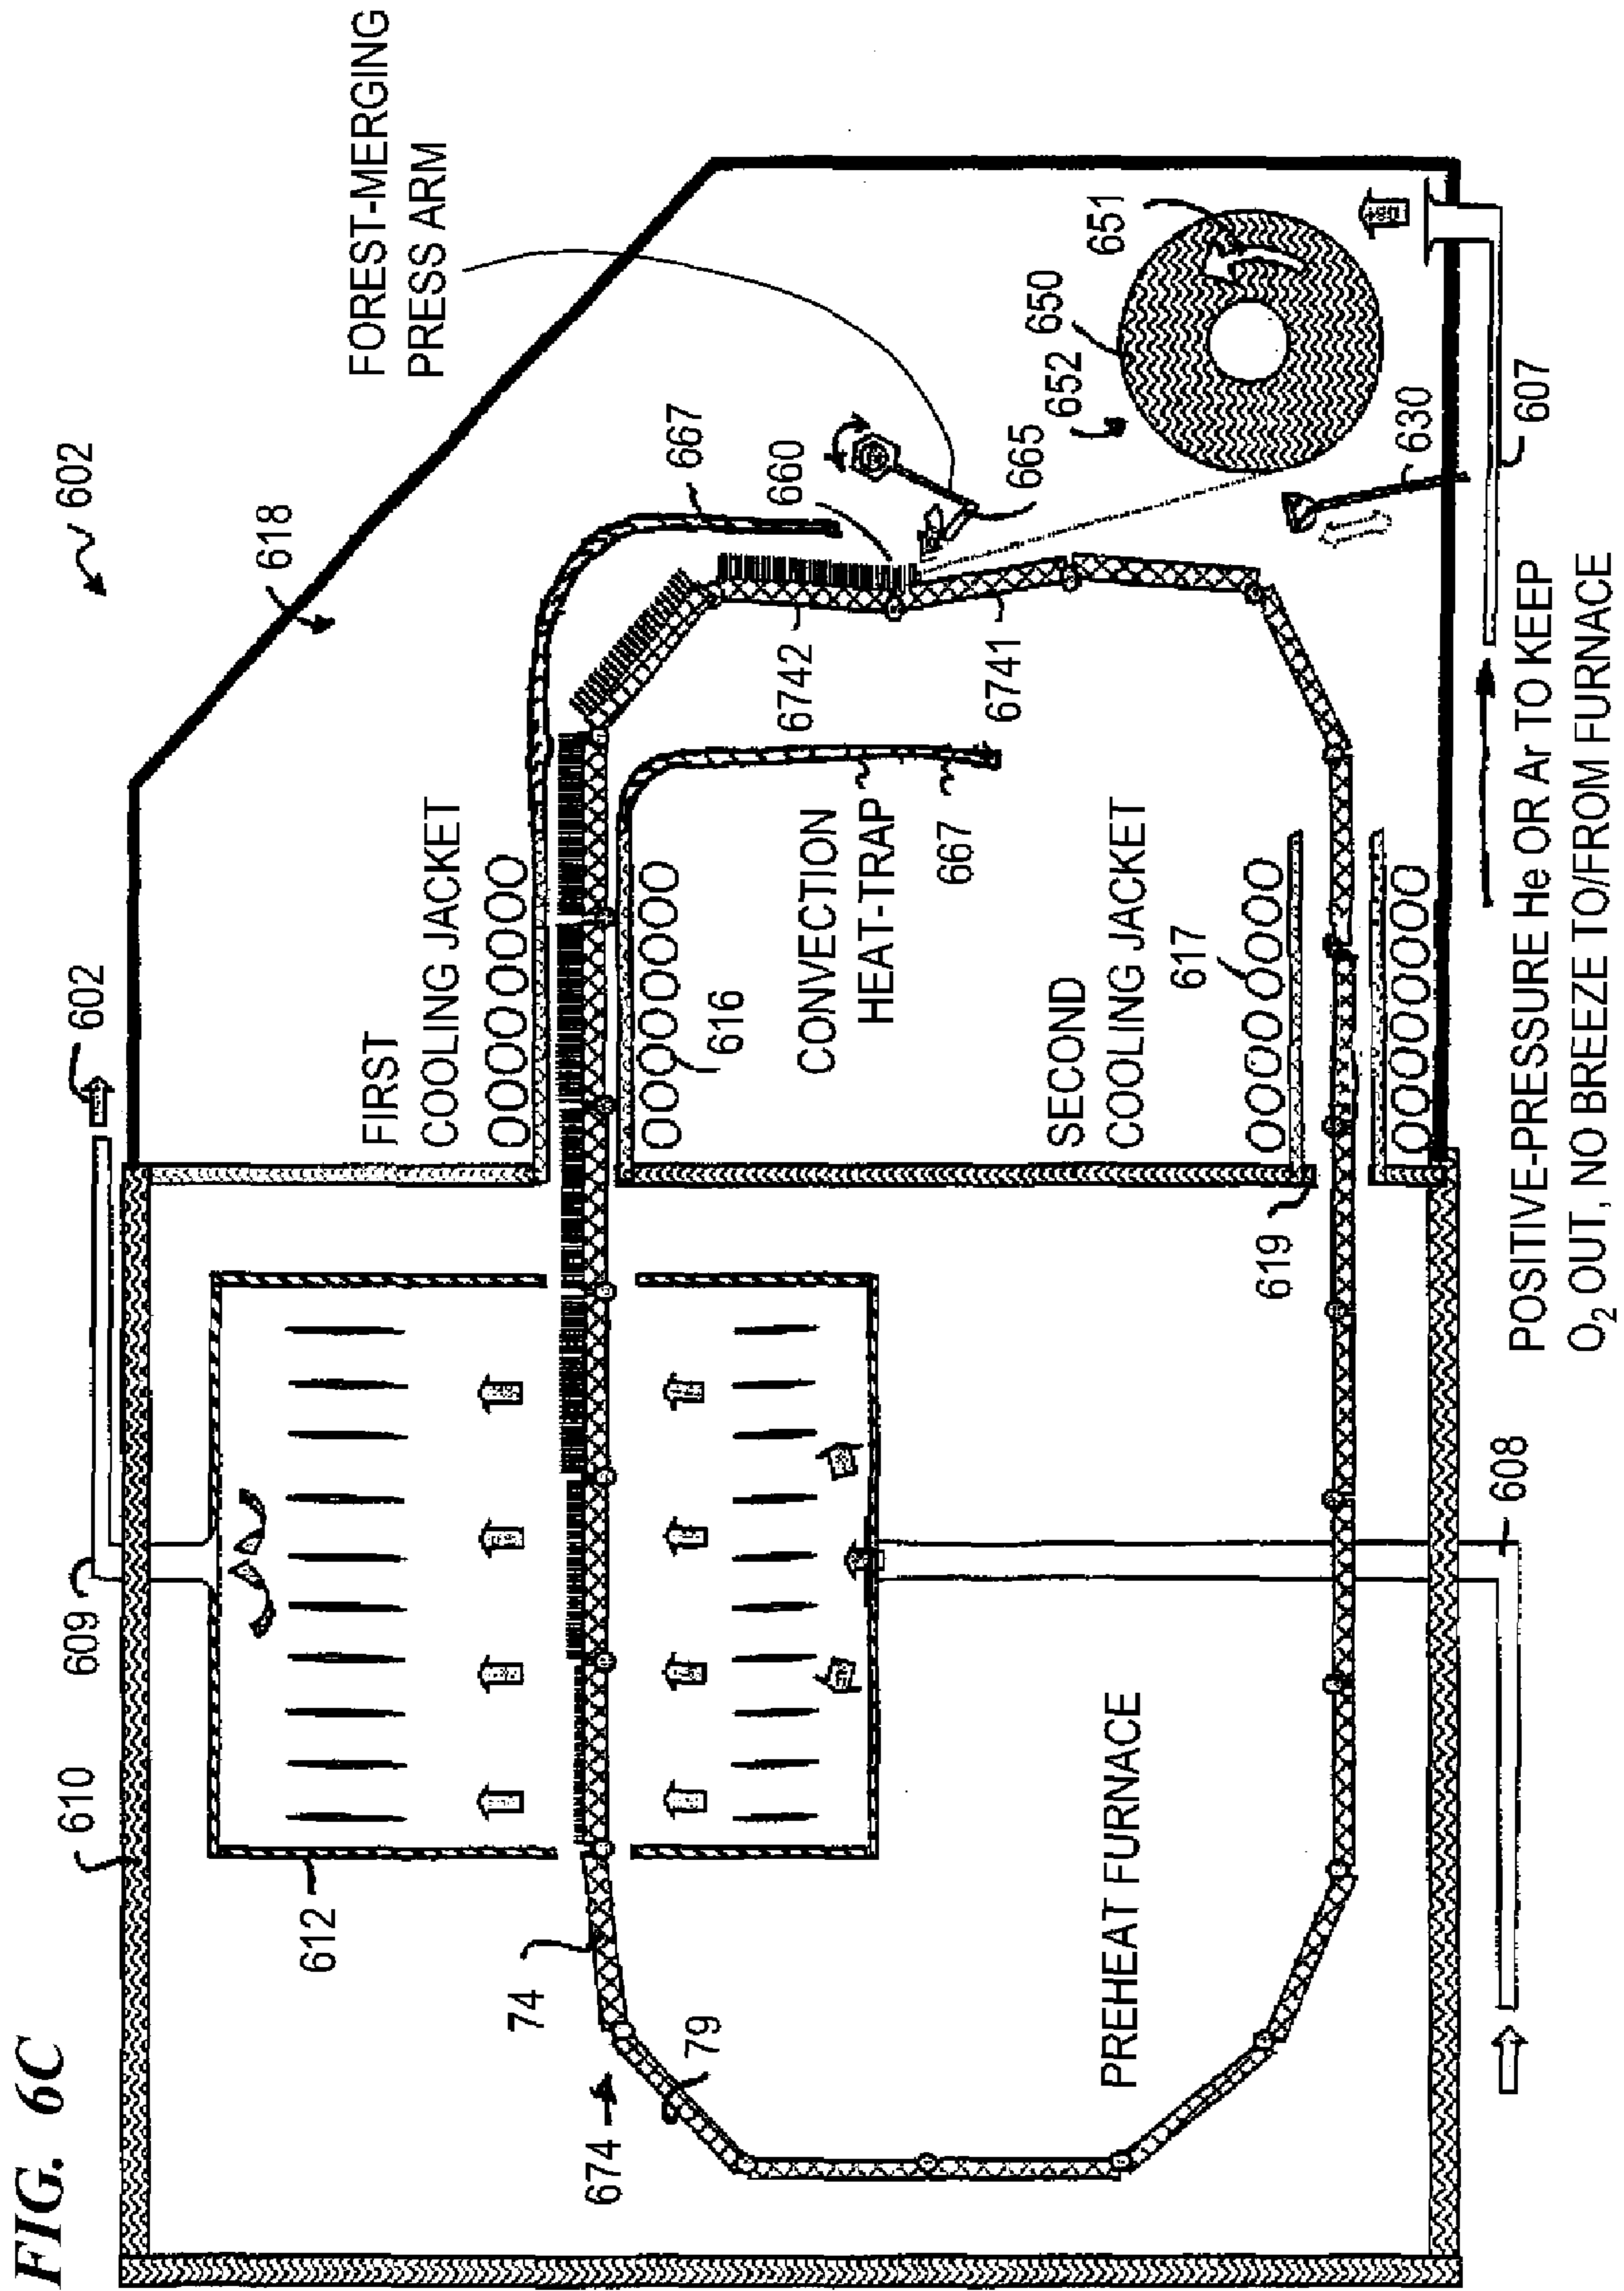 FIG. 6C
602
618
FOREST-MERGING
PRESS ARM
610
609
602
612
FIRST
COOLING JACKET
667
660
616
74
674
79
CONVECTION
HEAT-TRAP
667
6742
6741
665
652
650
651
PREHEAT FURNACE
SECOND
COOLING JACKET
617
619
630
608
607
POSITIVE-PRESSURE He OR Ar TO KEEP
O₂ OUT, NO BREEZE TO/FROM FURNACE